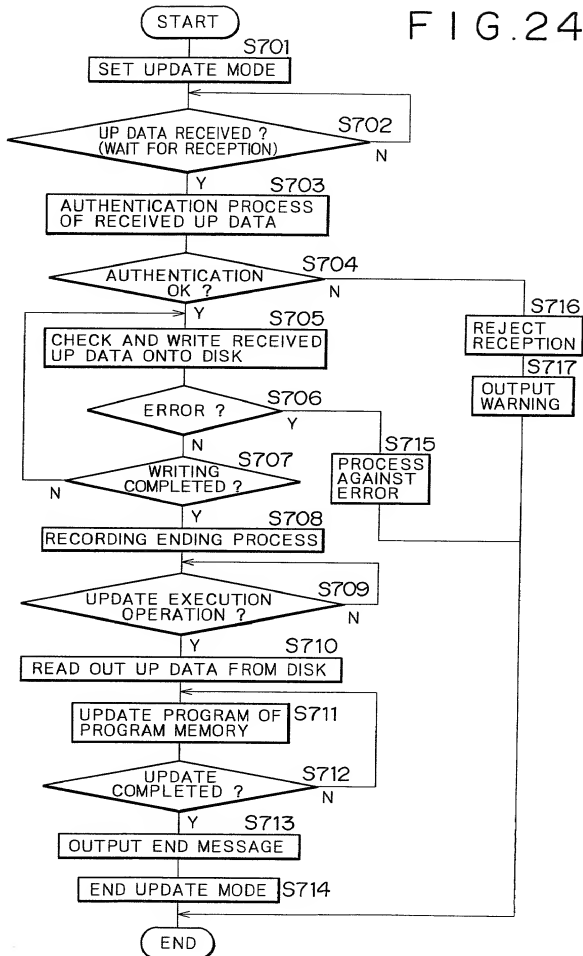 FIG.24
START
S701
SET UPDATE MODE
S702
UP DATA RECEIVED ?
(WAIT FOR RECEPTION)
N
Y
S703
AUTHENTICATION PROCESS
OF RECEIVED UP DATA
S704
AUTHENTICATION
OK ?
N
Y
S716
REJECT
RECEPTION
S717
OUTPUT
WARNING
S705
CHECK AND WRITE RECEIVED
UP DATA ONTO DISK
S706
ERROR ?
Y
N
S715
PROCESS
AGAINST
ERROR
S707
WRITING
COMPLETED ?
N
Y
S708
RECORDING ENDING PROCESS
S709
UPDATE EXECUTION
OPERATION ?
N
Y
S710
READ OUT UP DATA FROM DISK
UPDATE PROGRAM OF
PROGRAM MEMORY
S711
S712
UPDATE
COMPLETED ?
N
Y
S713
OUTPUT END MESSAGE
END UPDATE MODE
S714
END